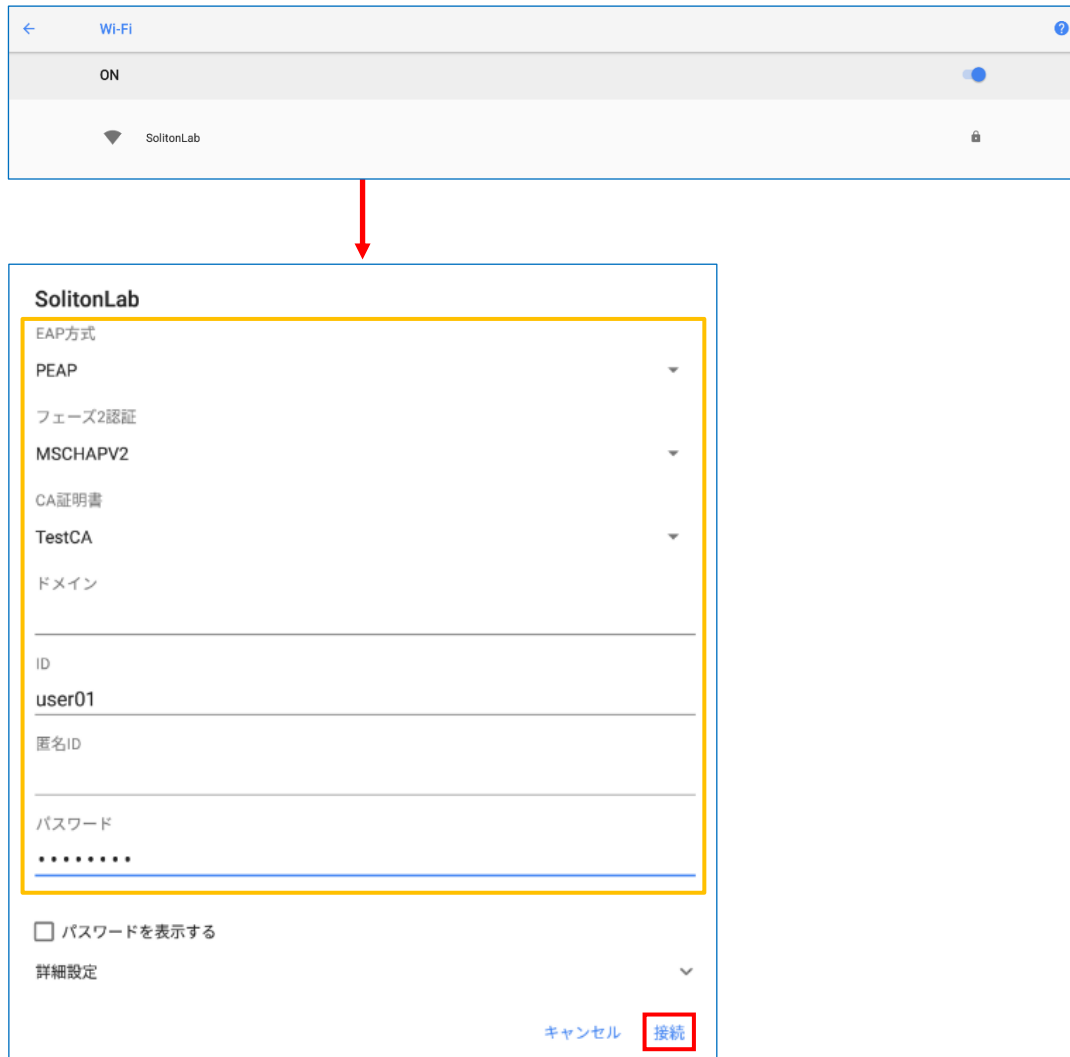 Wi-Fi
ON
SolitonLab
SolitonLab
EAP方式
PEAP
フェーズ2認証
MSCHAPV2
CA証明書
TestCA
ドメイン
ID
user01
匿名ID
パスワード
••••••••
パスワードを表示する
詳細設定
キャンセル 接続